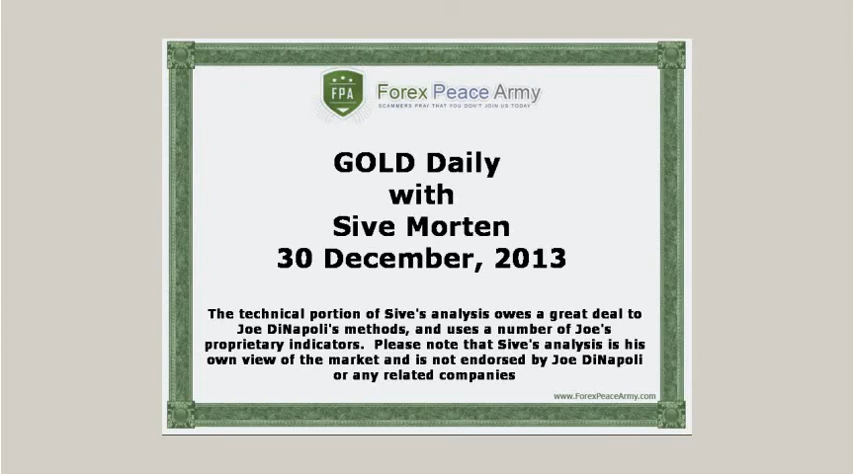 FPA
Forex Peace Army
SCAMMERS PRAY THAT YOU DON'T JOIN US TODAY
GOLD Daily
with
Sive Morten
30 December, 2013
The technical portion of Sive's analysis owes a great deal to
Joe DiNapoli's methods, and uses a number of Joe's
proprietary indicators.  Please note that Sive's analysis is his
own view of the market and is not endorsed by Joe DiNapoli
or any related companies
www.ForexPeaceArmy.com